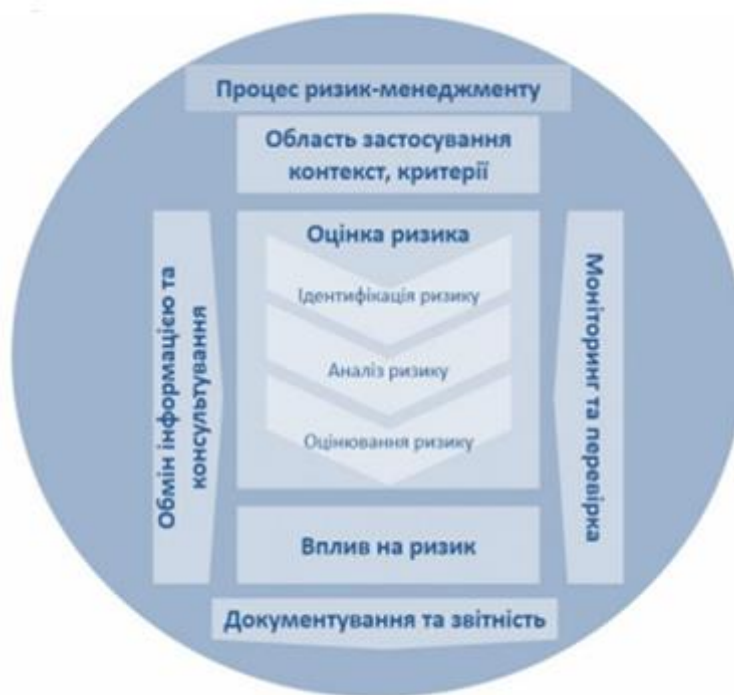 Процес ризик-менеджменту
Область застосування
контекст, критерії
Обмін інформацією та
консультування
Оцінка ризика
Ідентифікація ризику
Аналіз ризику
Оцінювання ризику
Моніторинг та перевірка
Вплив на ризик
Документування та звітність